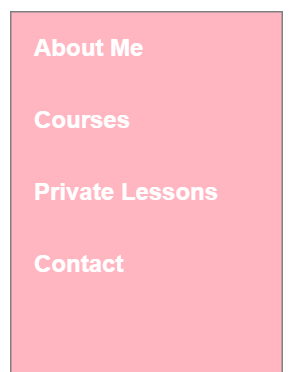 About Me
Courses
Private Lessons
Contact